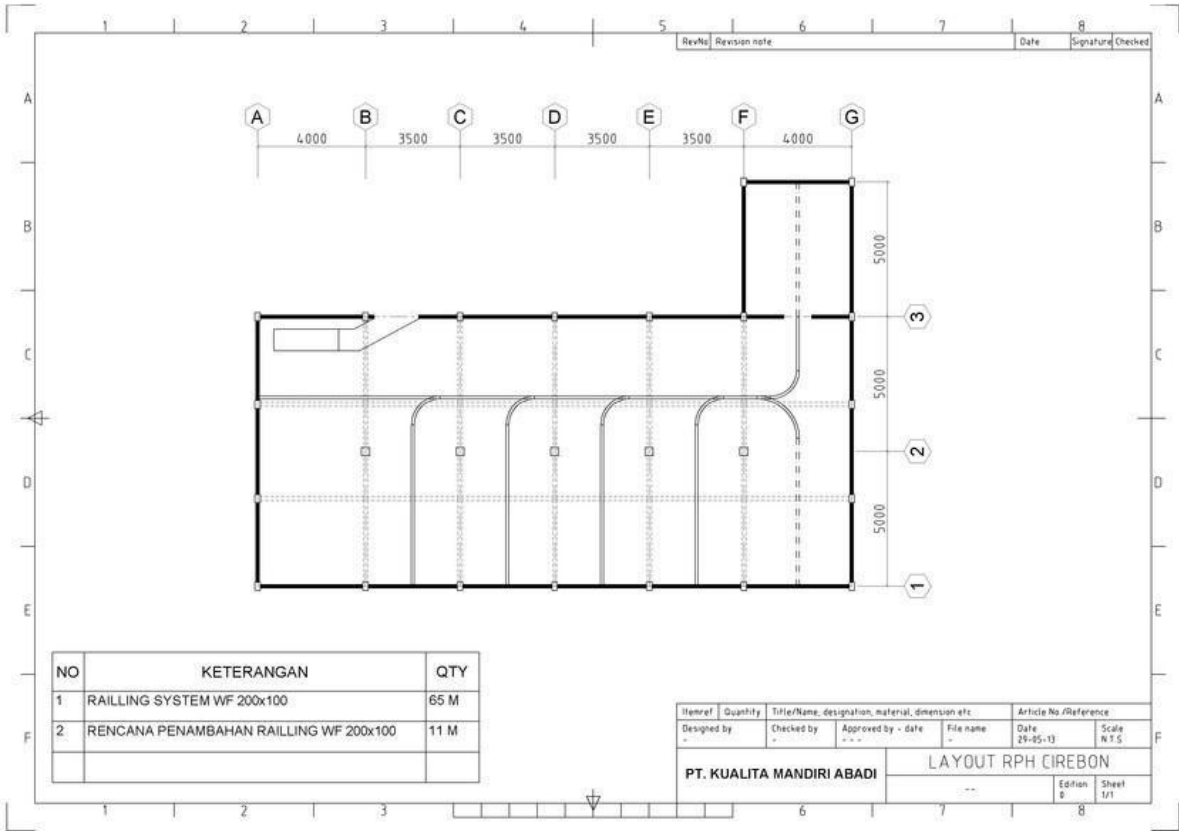 1 2 3 4 5 6 7 8
RevNo Revision note Date Signature Checked
A A
A B C D E F G
4000 3500 3500 3500 3500 4000
B B
5000
3
C C
5000
2
D D
5000
1
E E
NO KETERANGAN QTY
1 RAILLING SYSTEM WF 200x100 65 M
2 RENCANA PENAMBAHAN RAILLING WF 200x100 11 M
F F
Itemref Quantity Title/Name, designation, material, dimension etc Article No./Reference
Designed by Checked by Approved by - date File name Date Scale
- - - - - - 29-05-13 N.T.S
PT. KUALITA MANDIRI ABADI
LAYOUT RPH CIREBON
-- Edition Sheet
0 1/1
1 2 3 6 7 8